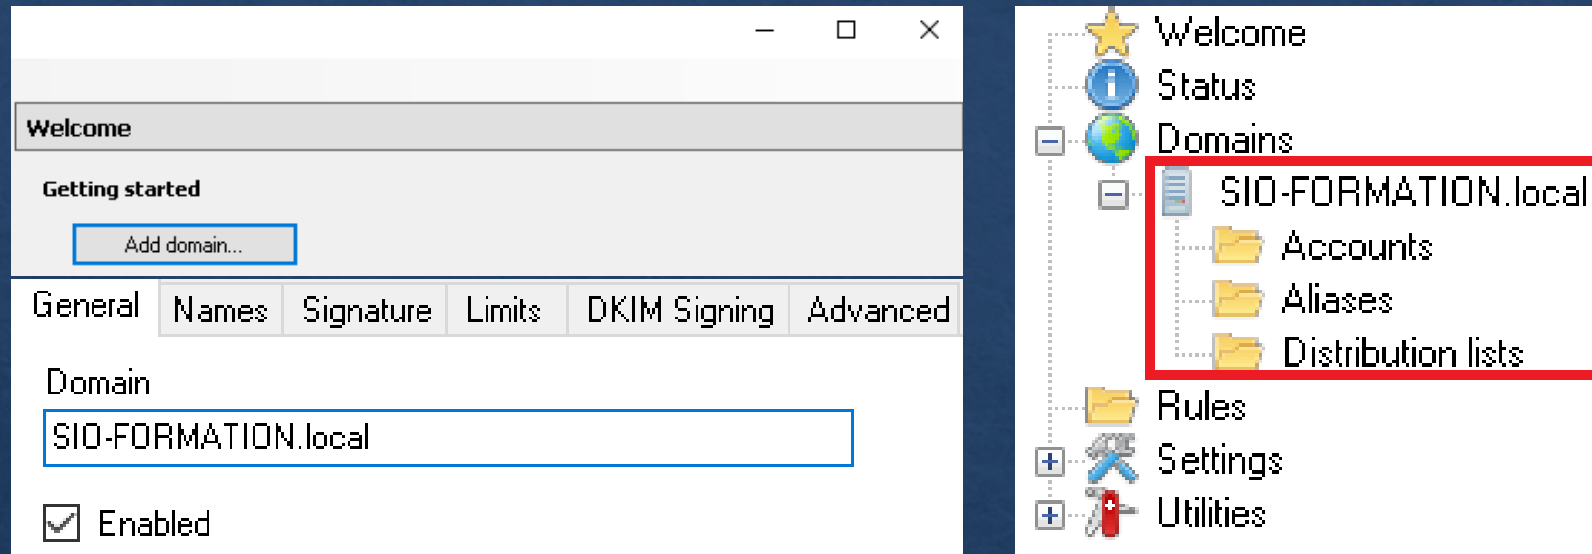 Welcome
Getting started
Add domain...
General Names Signature Limits DKIM Signing Advanced
Domain
SIO-FORMATION.local
Enabled
Welcome
Status
Domains
SIO-FORMATION.local
Accounts
Aliases
Distribution lists
Rules
Settings
Utilities